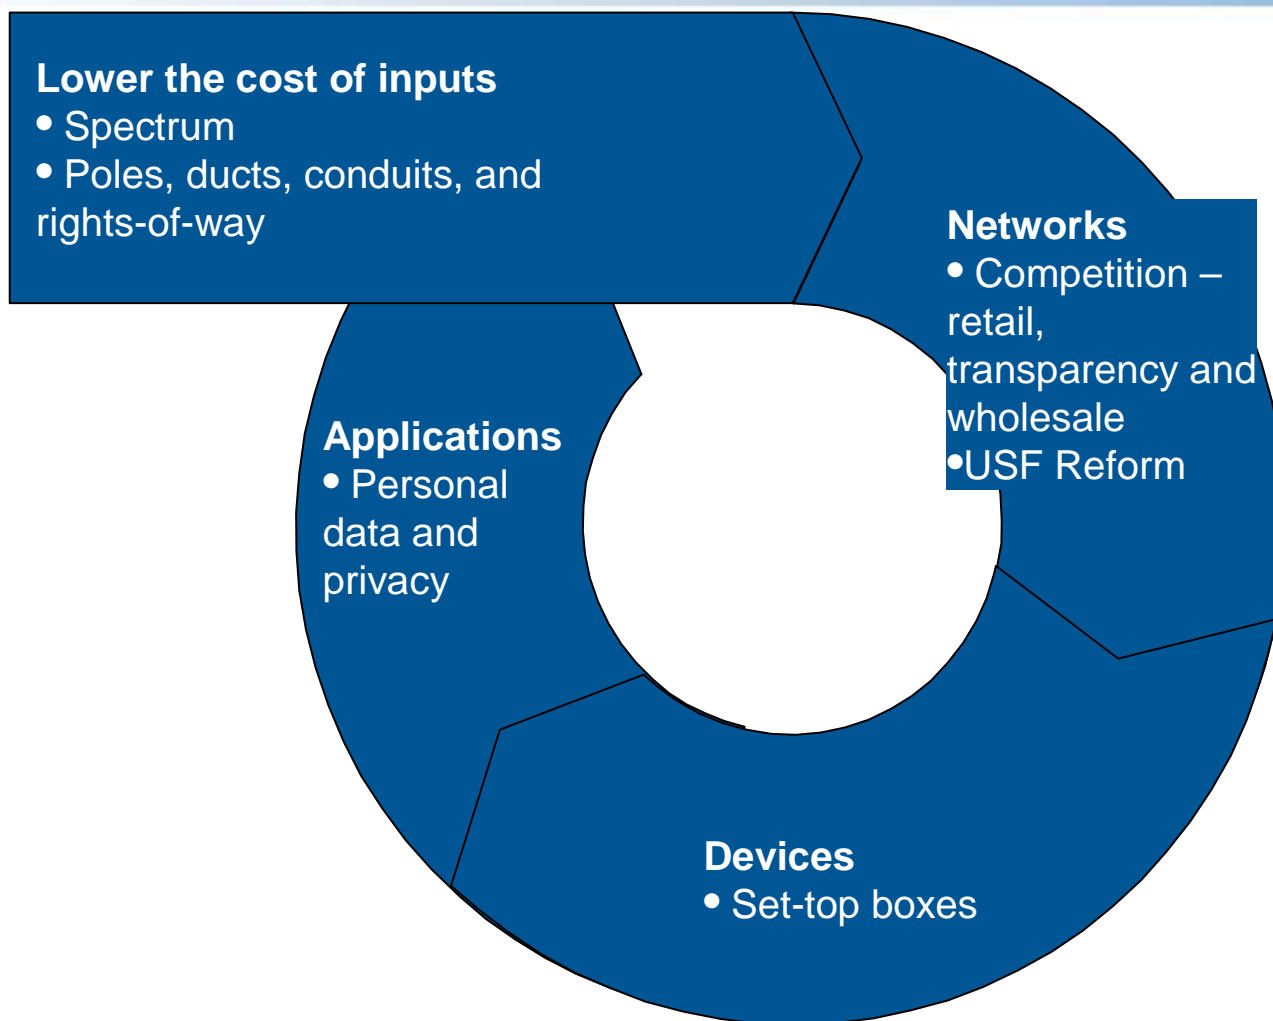 Lower the cost of inputs
• Spectrum
• Poles, ducts, conduits, and
rights-of-way
Networks
• Competition –
retail,
transparency and
wholesale
•USF Reform
Devices
• Set-top boxes
Applications
• Personal
data and
privacy